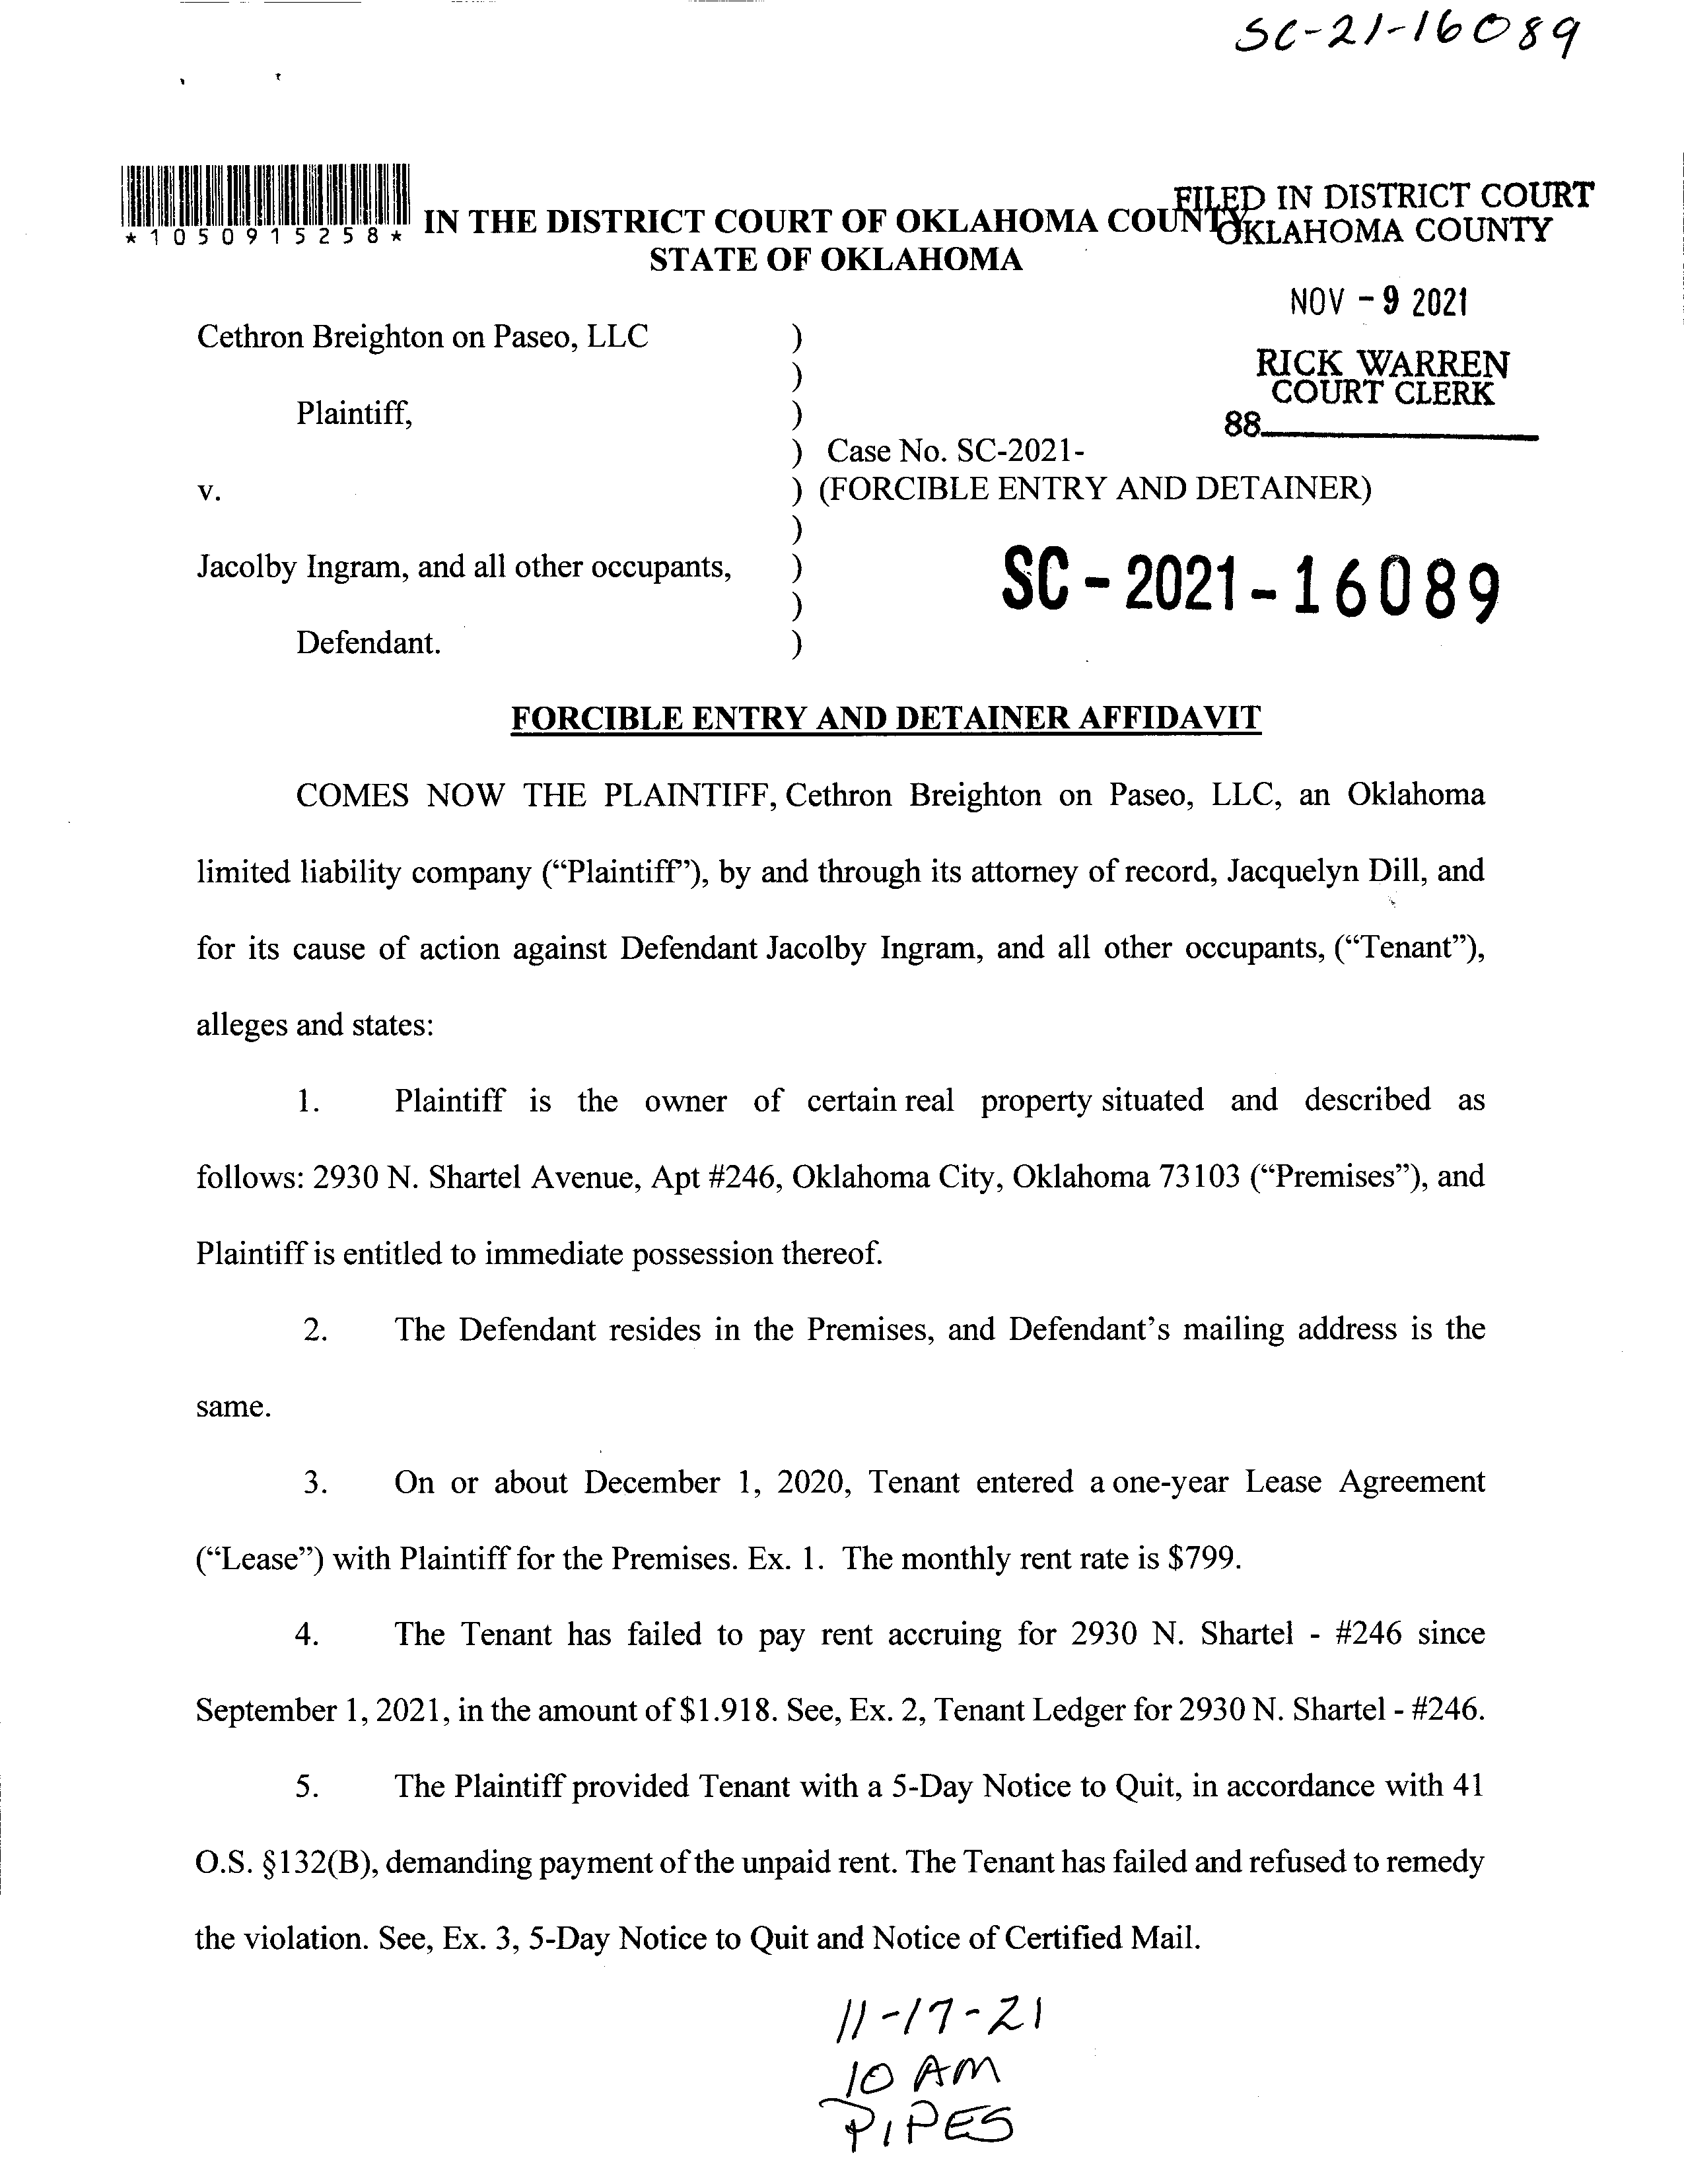 SC-21-16089
*1050915258*
IN THE DISTRICT COURT OF OKLAHOMA COUNTY
STATE OF OKLAHOMA
FILED IN DISTRICT COURT
OKLAHOMA COUNTY
NOV - 9 2021
RICK WARREN
COURT CLERK
88
Cethron Breighton on Paseo, LLC )
)
Plaintiff, )
) Case No. SC-2021-
v. ) (FORCIBLE ENTRY AND DETAINER)
)
Jacolby Ingram, and all other occupants, )
SC - 2021 - 16089
)
Defendant. )
FORCIBLE ENTRY AND DETAINER AFFIDAVIT
COMES NOW THE PLAINTIFF, Cethron Breighton on Paseo, LLC, an Oklahoma
limited liability company (“Plaintiff”), by and through its attorney of record, Jacquelyn Dill, and
for its cause of action against Defendant Jacolby Ingram, and all other occupants, (“Tenant”),
alleges and states:
1. Plaintiff is the owner of certain real property situated and described as
follows: 2930 N. Shartel Avenue, Apt #246, Oklahoma City, Oklahoma 73103 (“Premises”), and
Plaintiff is entitled to immediate possession thereof.
2. The Defendant resides in the Premises, and Defendant’s mailing address is the
same.
3. On or about December 1, 2020, Tenant entered a one-year Lease Agreement
(“Lease”) with Plaintiff for the Premises. Ex. 1. The monthly rent rate is $799.
4. The Tenant has failed to pay rent accruing for 2930 N. Shartel - #246 since
September 1, 2021, in the amount of $1.918. See, Ex. 2, Tenant Ledger for 2930 N. Shartel - #246.
5. The Plaintiff provided Tenant with a 5-Day Notice to Quit, in accordance with 41
O.S. §132(B), demanding payment of the unpaid rent. The Tenant has failed and refused to remedy
the violation. See, Ex. 3, 5-Day Notice to Quit and Notice of Certified Mail.
11-17-21
10 AM
PIPES